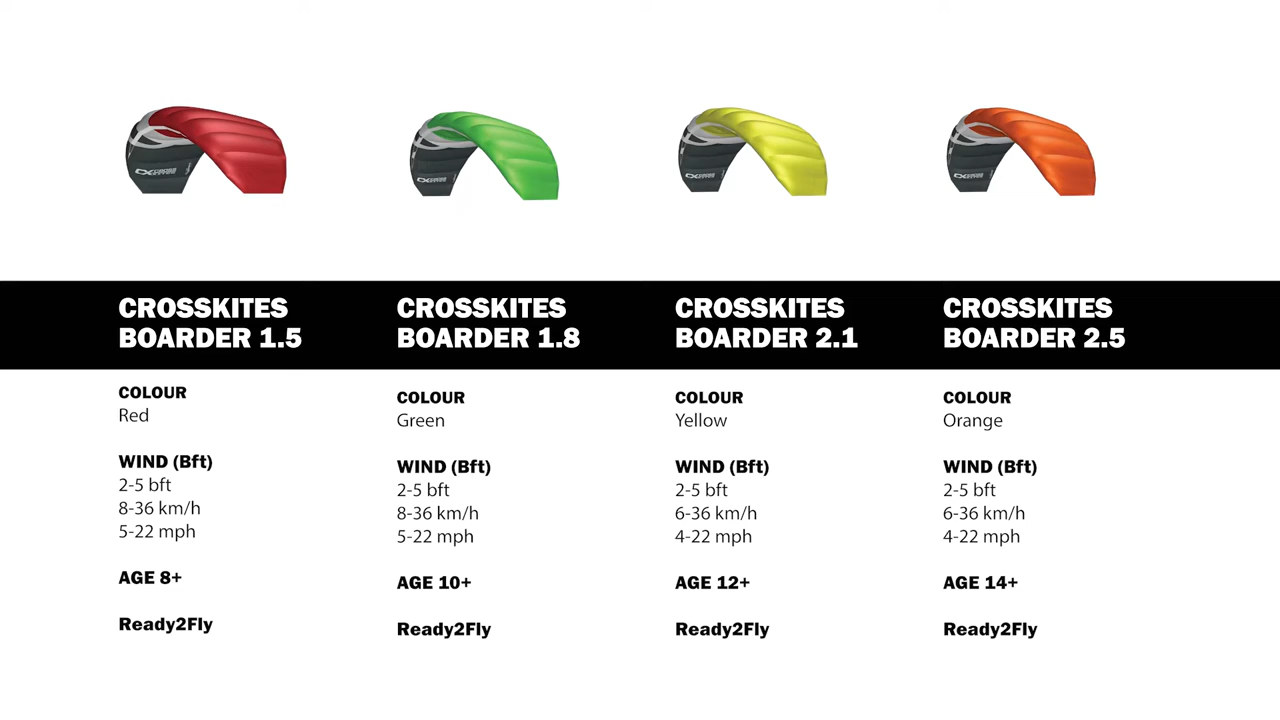 CROSSKITES
BOARDER 1.5
COLOUR
Red
WIND (Bft)
2-5 bft
8-36 km/h
5-22 mph
AGE 8+
Ready2Fly
CROSSKITES
BOARDER 1.8
COLOUR
Green
WIND (Bft)
2-5 bft
8-36 km/h
5-22 mph
AGE 10+
Ready2Fly
CROSSKITES
BOARDER 2.1
COLOUR
Yellow
WIND (Bft)
2-5 bft
6-36 km/h
4-22 mph
AGE 12+
Ready2Fly
CROSSKITES
BOARDER 2.5
COLOUR
Orange
WIND (Bft)
2-5 bft
6-36 km/h
4-22 mph
AGE 14+
Ready2Fly